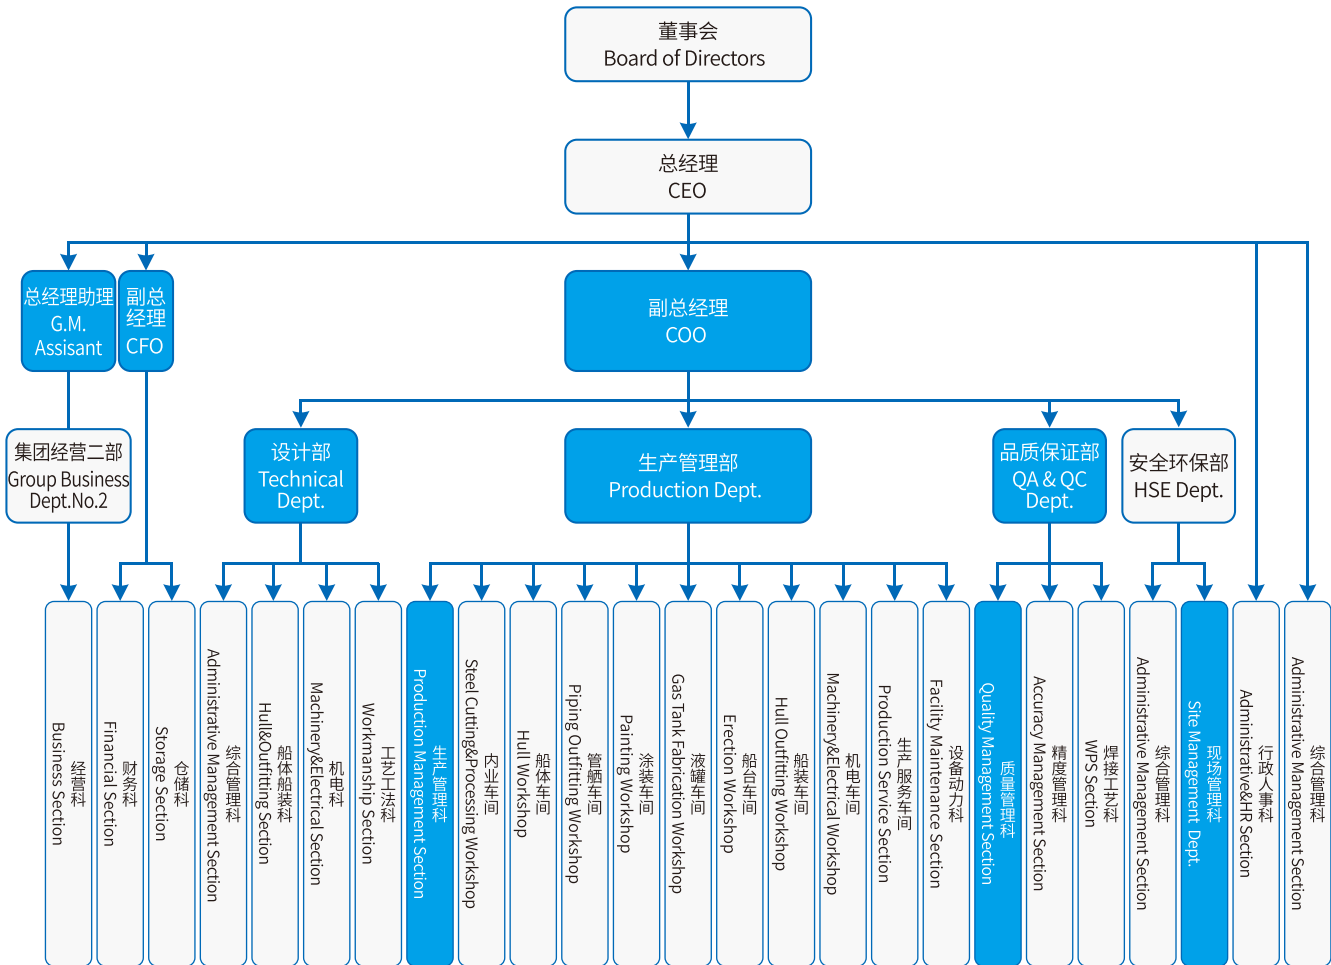 董事会
Board of Directors
总经理
CEO
总经理助理
G.M.
Assisant
副总
经理
CFO
副总经理
COO
集团经营二部
Group Business
Dept.No.2
设计部
Technical
Dept.
生产管理部
Production Dept.
品质保证部
QA & QC
Dept.
安全环保部
HSE Dept.
经营科
Business Section
财务科
Financial Section
仓储科
Storage Section
综合管理科
Administrative Management Section
船体船装科
Hull&Outfitting Section
机电科
Machinery&Electrical Section
工艺工法科
Workmanship Section
生产管理科
Production Management Section
内业车间
Steel Cutting&Processing Workshop
船体车间
Hull Workshop
管舾车间
Piping Outfitting Workshop
涂装车间
Painting Workshop
液罐车间
Gas Tank Fabrication Workshop
船台车间
Erection Workshop
船装车间
Hull Outfitting Workshop
机电车间
Machinery&Electrical Workshop
生产服务车间
Production Service Section
设备动力科
Facility Maintenance Section
质量管理科
Quality Management Section
精度管理科
Accuracy Management Section
焊接工艺科
WPS Section
综合管理科
Administrative Management Section
现场管理科
Site Management Dept.
行政人事科
Administrative&HR Section
综合管理科
Administrative Management Section